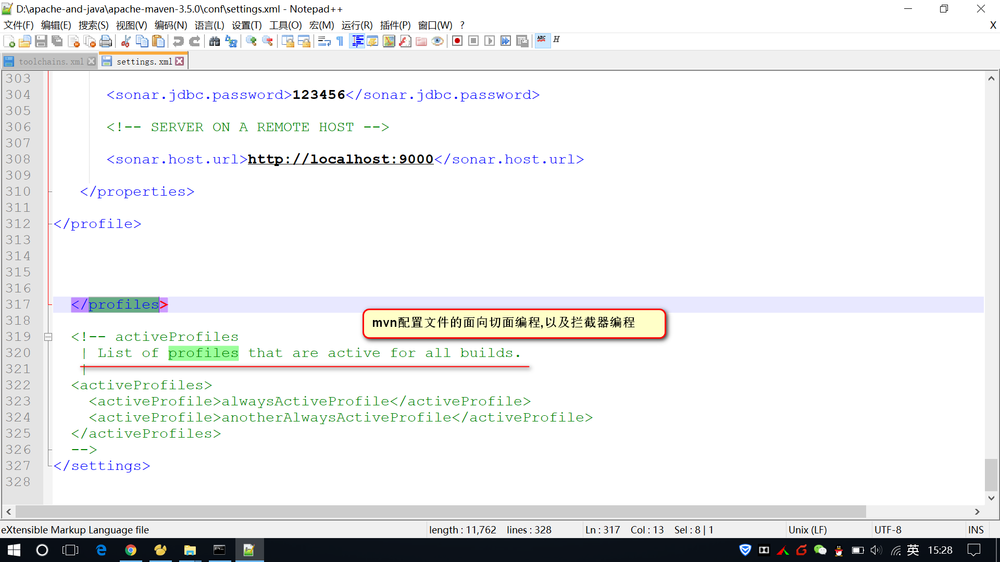 D:\apache-and-java\apache-maven-3.5.0\conf\settings.xml - Notepad++
文件(F) 编辑(E) 搜索(S) 视图(V) 编码(N) 语言(L) 设置(T) 工具(O) 宏(M) 运行(R) 插件(P) 窗口(W) ? X
ABC H
toolchains.xml settings.xml
303
304 <sonar.jdbc.password>123456</sonar.jdbc.password>
305
306 <!-- SERVER ON A REMOTE HOST -->
307
308 <sonar.host.url>http://localhost:9000</sonar.host.url>
309
310 </properties>
311
312 </profile>
313
314
315
316
317 </profiles>
mvn配置文件的面向切面编程,以及拦截器编程
318
319 <!-- activeProfiles
320 | List of profiles that are active for all builds.
321 |
322 <activeProfiles>
323 <activeProfile>alwaysActiveProfile</activeProfile>
324 <activeProfile>anotherAlwaysActiveProfile</activeProfile>
325 </activeProfiles>
326 -->
327 </settings>
328
eXtensible Markup Language file length : 11,762 lines : 328 Ln : 317 Col : 13 Sel : 8 | 1 Unix (LF) UTF-8 INS
英 15:28